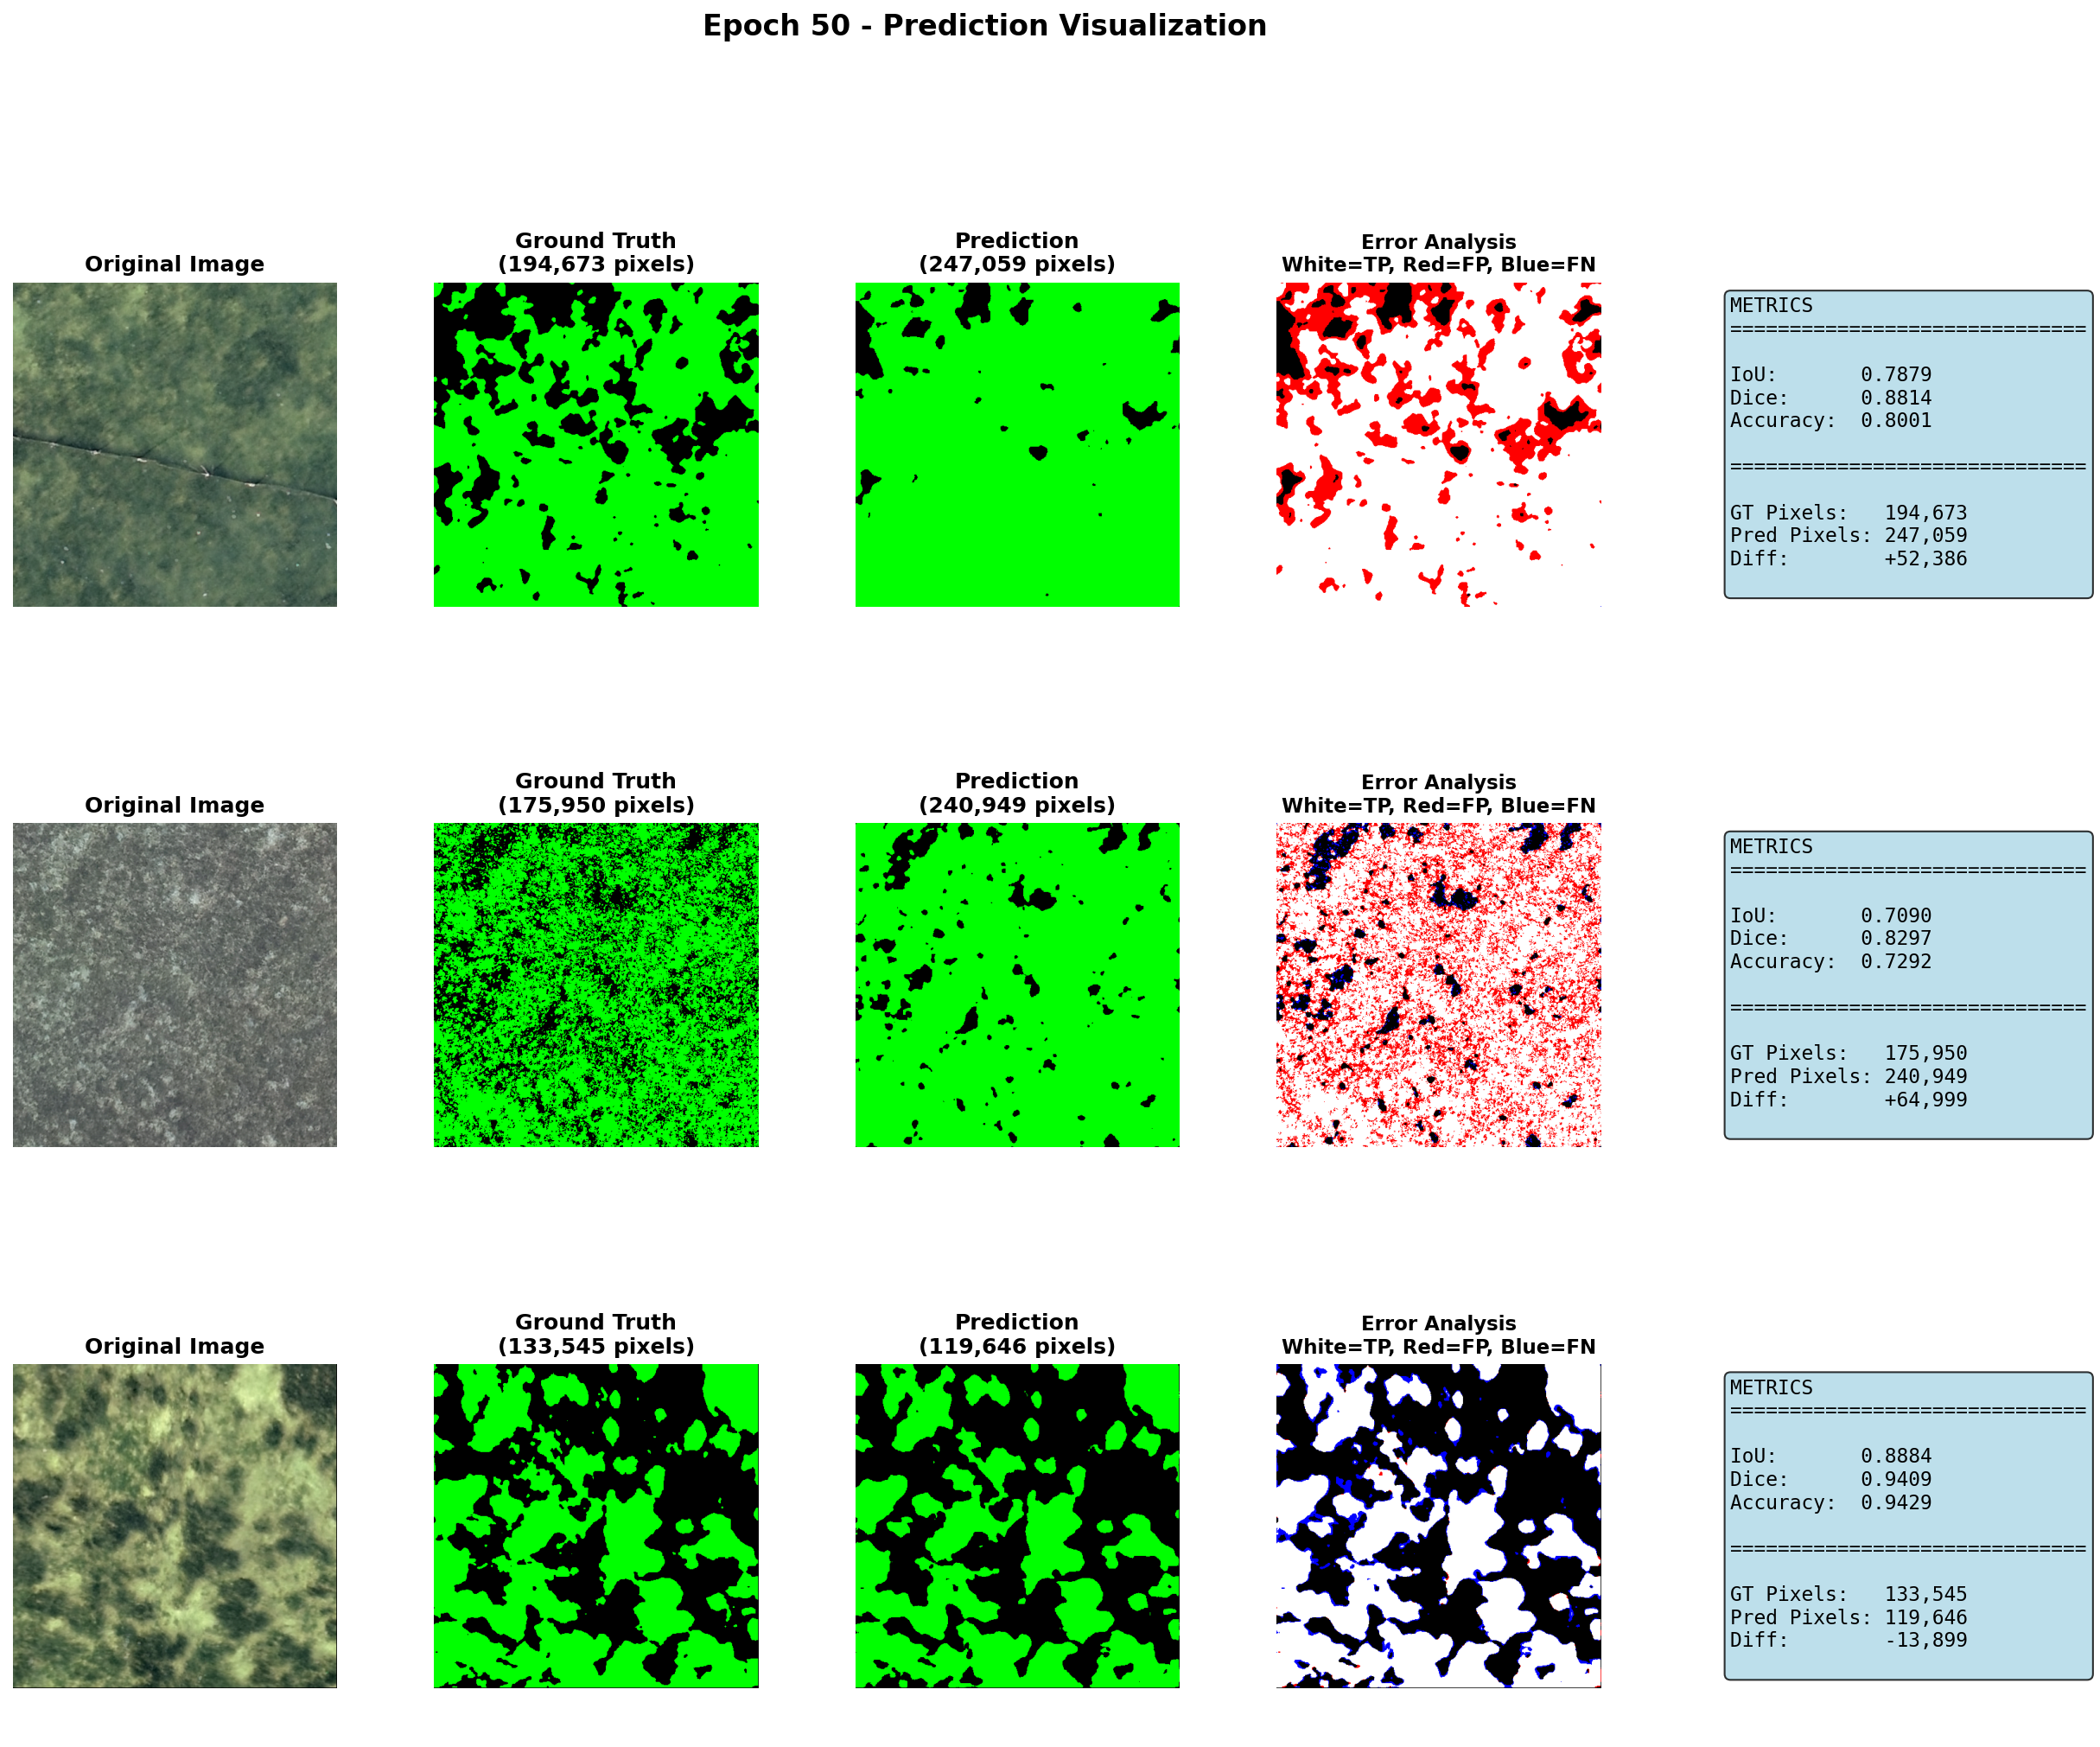 Epoch 50 - Prediction Visualization
Original Image
Ground Truth
(194,673 pixels)
Prediction
(247,059 pixels)
Error Analysis
White=TP, Red=FP, Blue=FN
METRICS
==============================
IoU:       0.7879
Dice:      0.8814
Accuracy:  0.8001
==============================
GT Pixels:   194,673
Pred Pixels: 247,059
Diff:        +52,386
Original Image
Ground Truth
(175,950 pixels)
Prediction
(240,949 pixels)
Error Analysis
White=TP, Red=FP, Blue=FN
METRICS
==============================
IoU:       0.7090
Dice:      0.8297
Accuracy:  0.7292
==============================
GT Pixels:   175,950
Pred Pixels: 240,949
Diff:        +64,999
Original Image
Ground Truth
(133,545 pixels)
Prediction
(119,646 pixels)
Error Analysis
White=TP, Red=FP, Blue=FN
METRICS
==============================
IoU:       0.8884
Dice:      0.9409
Accuracy:  0.9429
==============================
GT Pixels:   133,545
Pred Pixels: 119,646
Diff:        -13,899